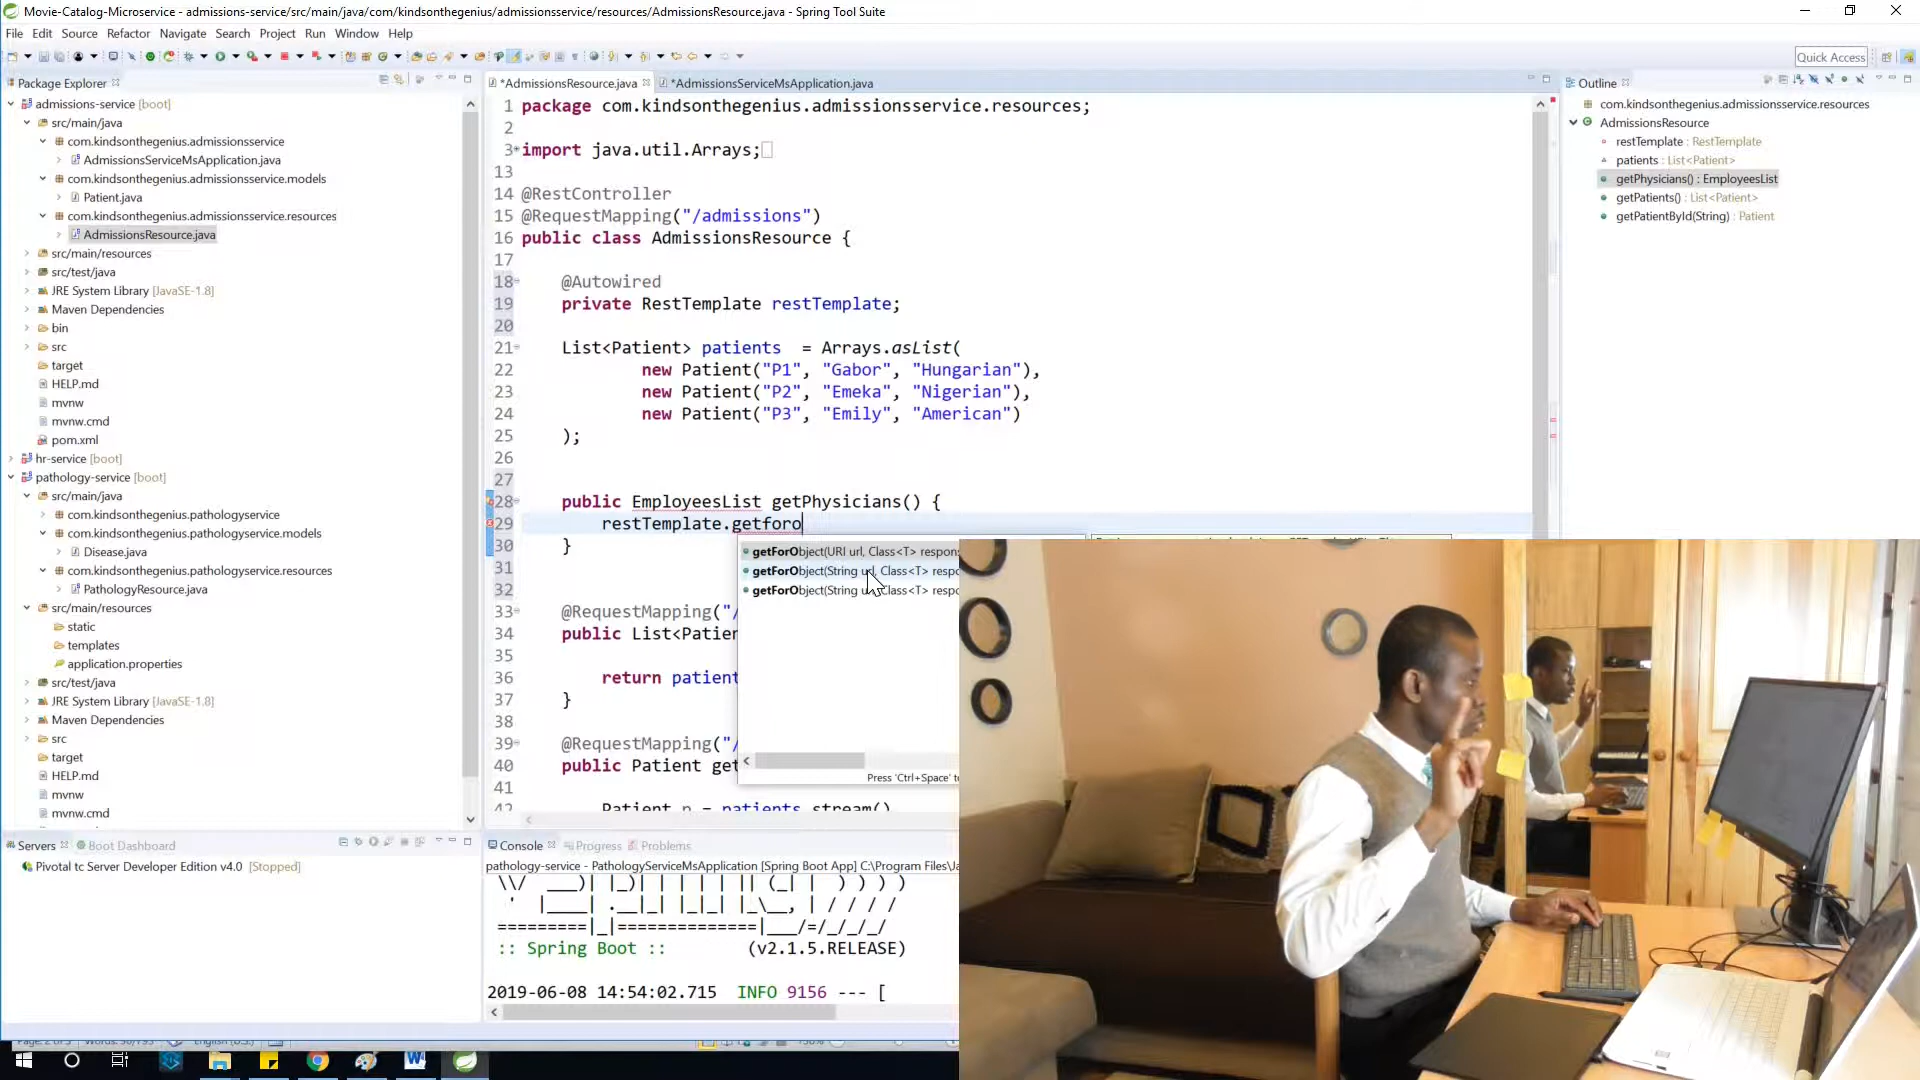 Movie-Catalog-Microservice - admissions-service/src/main/java/com/kindsonthegenius/admissionsservice/resources/AdmissionsResource.java - Spring Tool Suite
File Edit Source Refactor Navigate Search Project Run Window Help
Quick Access
Package Explorer
admissions-service [boot]
src/main/java
com.kindsonthegenius.admissionsservice
AdmissionsServiceMsApplication.java
com.kindsonthegenius.admissionsservice.models
Patient.java
com.kindsonthegenius.admissionsservice.resources
AdmissionsResource.java
src/main/resources
src/test/java
JRE System Library [JavaSE-1.8]
Maven Dependencies
bin
src
target
HELP.md
mvnw
mvnw.cmd
pom.xml
hr-service [boot]
pathology-service [boot]
src/main/java
com.kindsonthegenius.pathologyservice
com.kindsonthegenius.pathologyservice.models
Disease.java
com.kindsonthegenius.pathologyservice.resources
PathologyResource.java
src/main/resources
static
templates
application.properties
src/test/java
JRE System Library [JavaSE-1.8]
Maven Dependencies
src
target
HELP.md
mvnw
mvnw.cmd
*AdmissionsResource.java *AdmissionsServiceMsApplication.java
1 package com.kindsonthegenius.admissionsservice.resources;
2
3 import java.util.Arrays;
13
14 @RestController
15 @RequestMapping("/admissions")
16 public class AdmissionsResource {
17
18 @Autowired
19 private RestTemplate restTemplate;
20
21 List<Patient> patients = Arrays.asList(
22 new Patient("P1", "Gabor", "Hungarian"),
23 new Patient("P2", "Emeka", "Nigerian"),
24 new Patient("P3", "Emily", "American")
25 );
26
27
28 public EmployeesList getPhysicians() {
29 restTemplate.getforo
30 }
31
32
33 @RequestMapping("/
34 public List<Patien
35
36 return patient
37 }
38
39 @RequestMapping("/
40 public Patient get
41
42 Patient p = patients.stream()
getForObject(URI url, Class<T> respons
getForObject(String url, Class<T> respo
getForObject(String url, Class<T> respo
Press 'Ctrl+Space' to
Outline
com.kindsonthegenius.admissionsservice.resources
AdmissionsResource
restTemplate : RestTemplate
patients : List<Patient>
getPhysicians() : EmployeesList
getPatients() : List<Patient>
getPatientById(String) : Patient
Servers Boot Dashboard
Pivotal tc Server Developer Edition v4.0 [Stopped]
Console Progress Problems
pathology-service - PathologyServiceMsApplication [Spring Boot App] C:\Program Files\Ja
:: Spring Boot :: (v2.1.5.RELEASE)
2019-06-08 14:54:02.715 INFO 9156 --- [